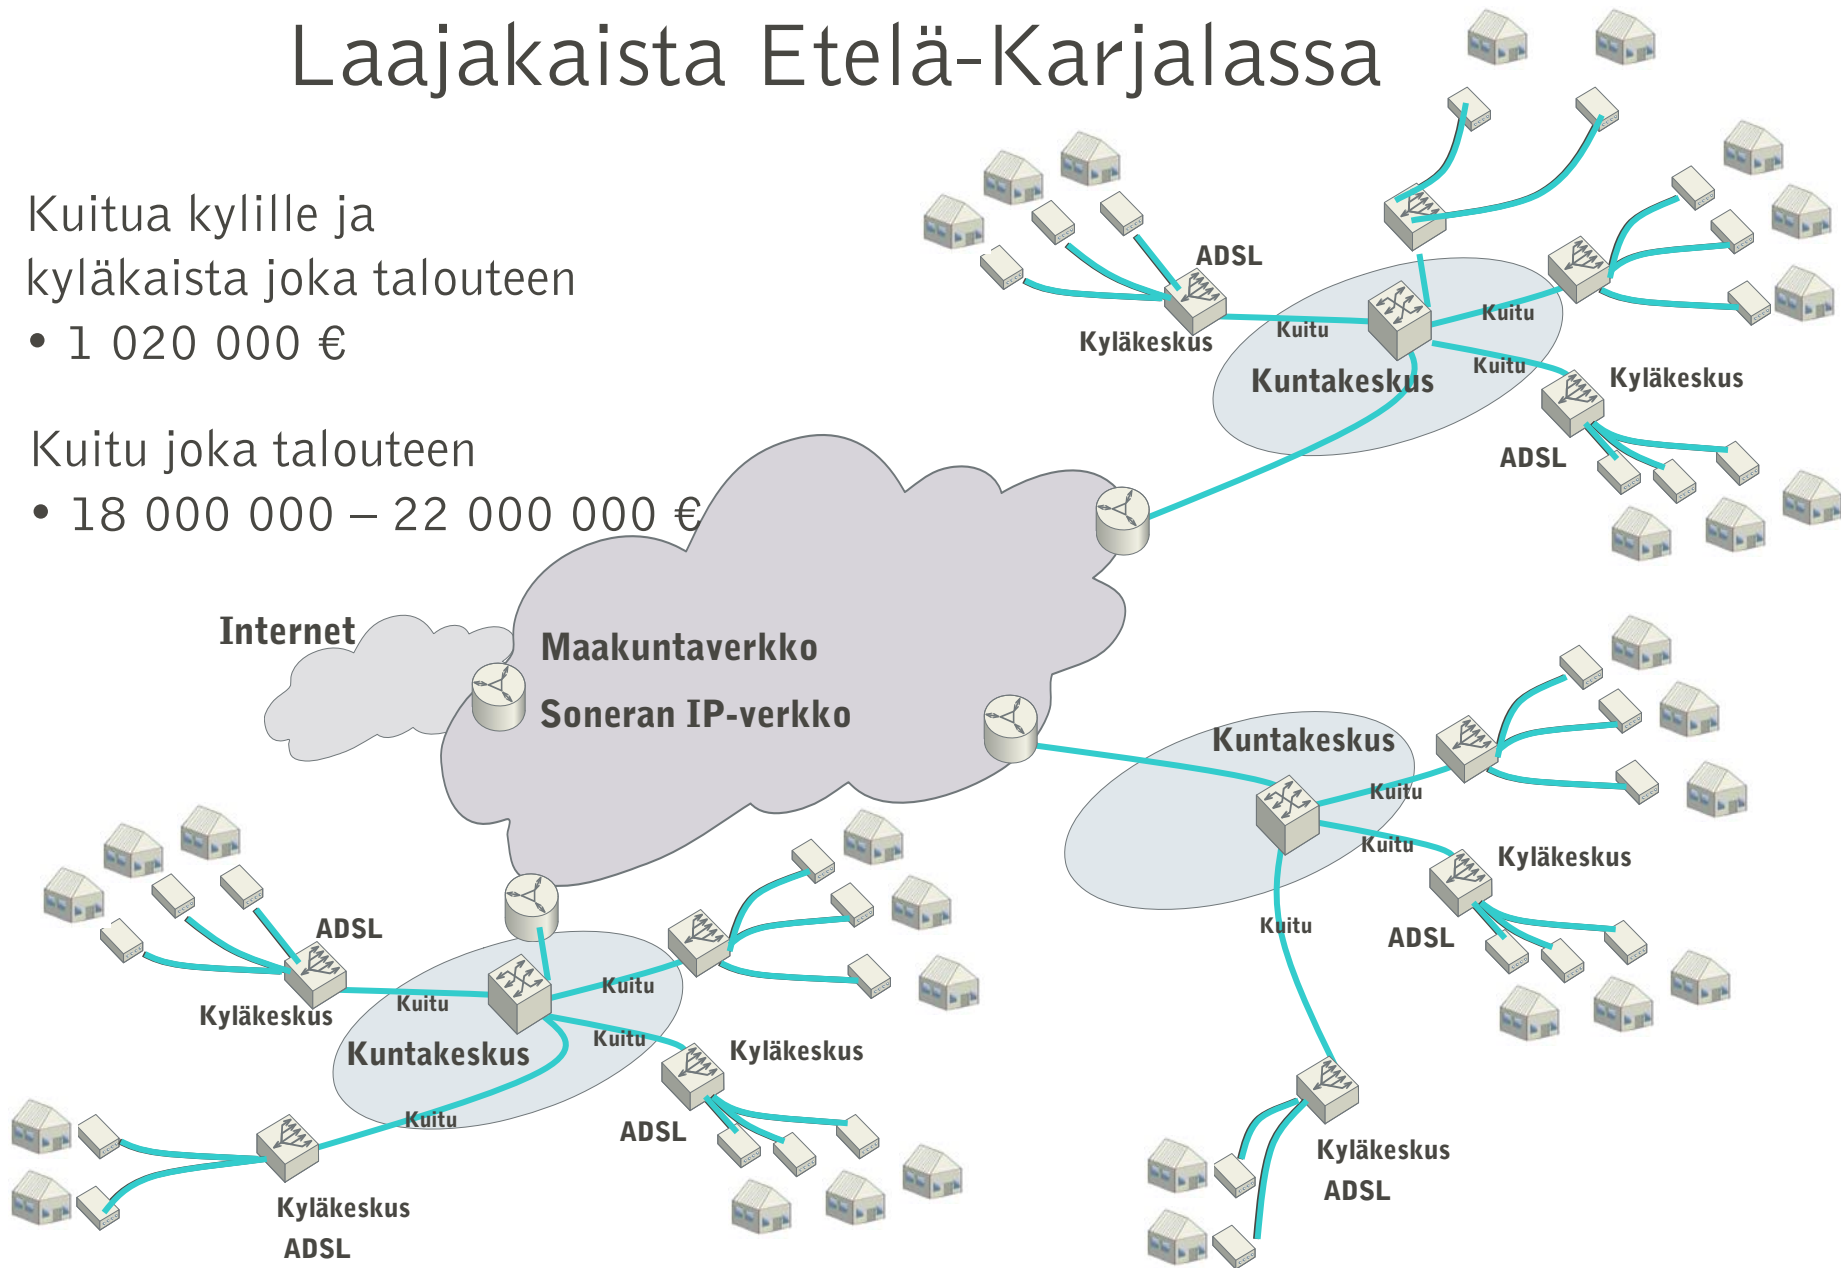 Laajakaista Etelä-Karjalassa
Kuitua kylille ja
kyläkaista joka talouteen
• 1 020 000 €
Kuitu joka talouteen
• 18 000 000 – 22 000 000 €
ADSL
Kyläkeskus
Kuitu
Kuitu
Kuitu
Kuntakeskus
Kyläkeskus
ADSL
Internet
Maakuntaverkko
Soneran IP-verkko
Kuntakeskus
Kuitu
Kuitu
Kyläkeskus
ADSL
Kuitu
Kyläkeskus
ADSL
ADSL
Kyläkeskus
Kuitu
Kuitu
Kuitu
Kuntakeskus
Kyläkeskus
ADSL
Kuitu
Kyläkeskus
ADSL